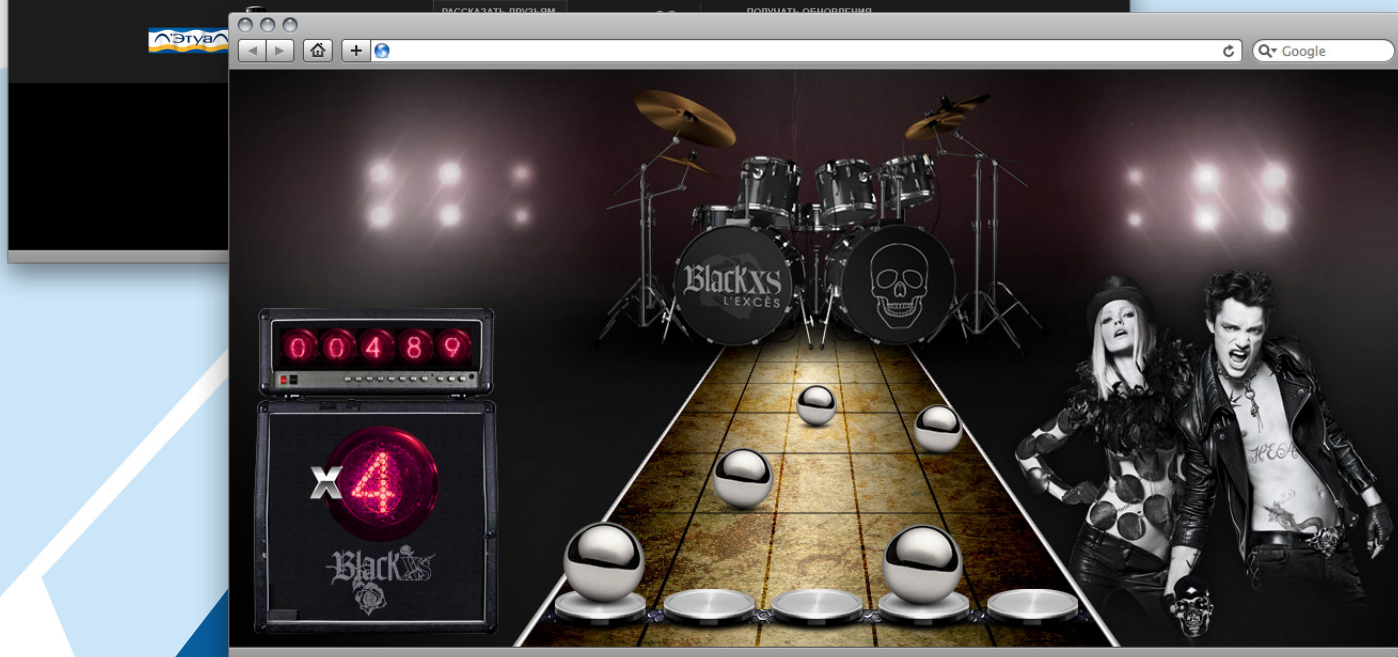 РАССКАЗАТЬ ДРУЗЬЯМ
ПОЛУЧАТЬ ОБНОВЛЕНИЯ
Л'Этуаль
Google
BlackXS
L'EXCÈS
00489
x4
BlackXS